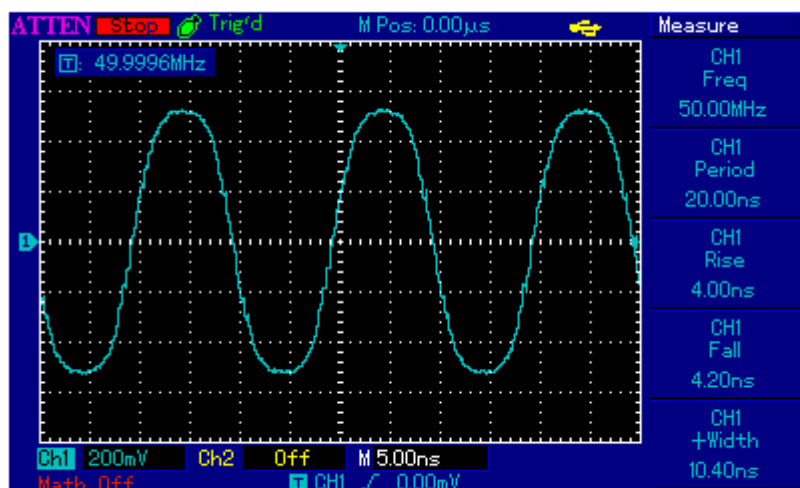 ATTEN Stop Trig'd M Pos: 0.00µs Measure
T: 49.9996MHz
CH1
Freq
50.00MHz
CH1
Period
20.00ns
1
CH1
Rise
4.00ns
CH1
Fall
4.20ns
CH1
+Width
10.40ns
Ch1 200mV Ch2 Off M 5.00ns
Math Off T CH1 0.00mV